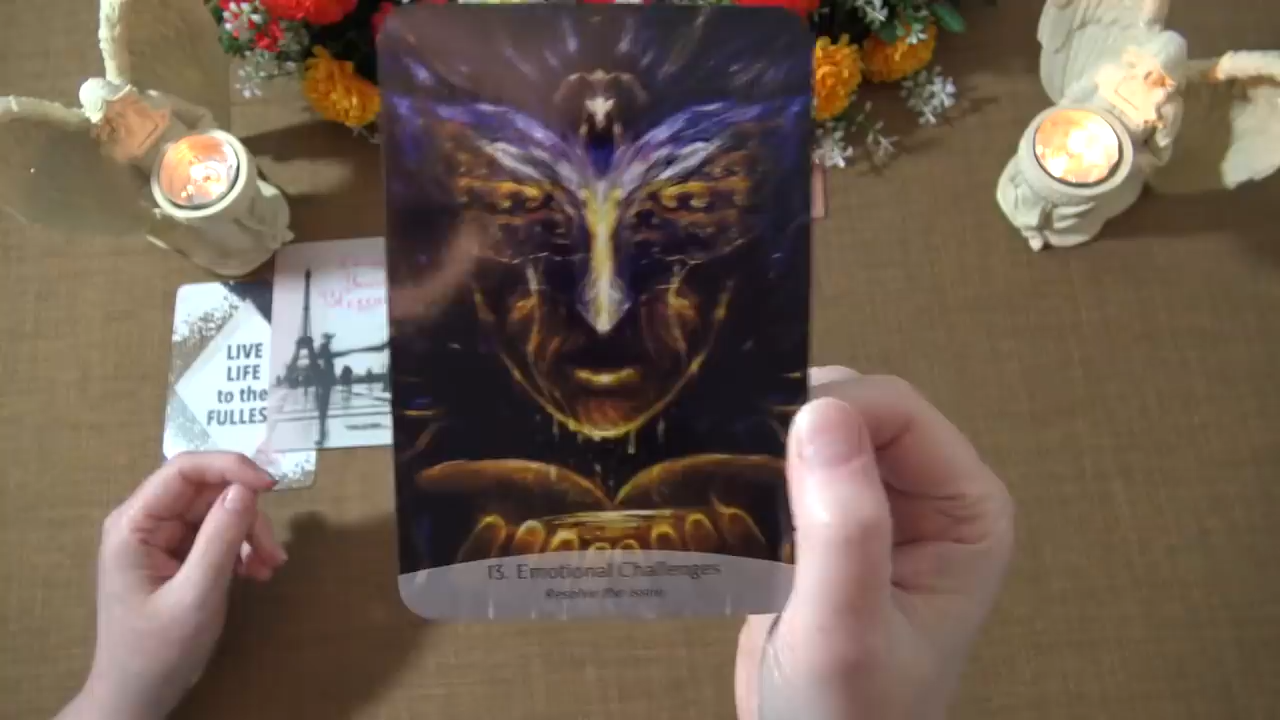 LIVE
LIFE
to the
FULLES
13. Emotional Challenges
Resolve the issue